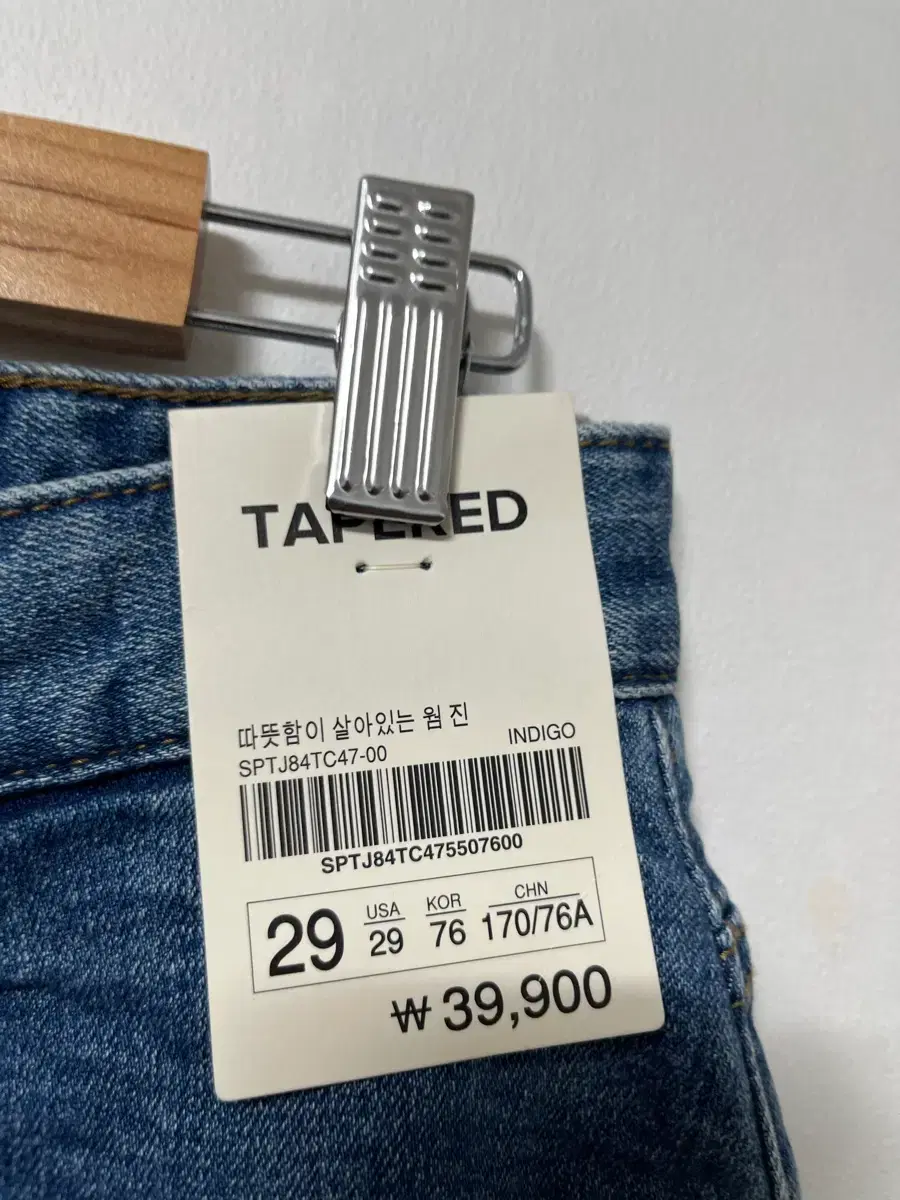 TAPERED
따뜻함이 살아있는 웜 진
SPTJ84TC47-00 INDIGO
SPTJ84TC475507600
29 USA 29 KOR 76 CHN 170/76A
₩39,900